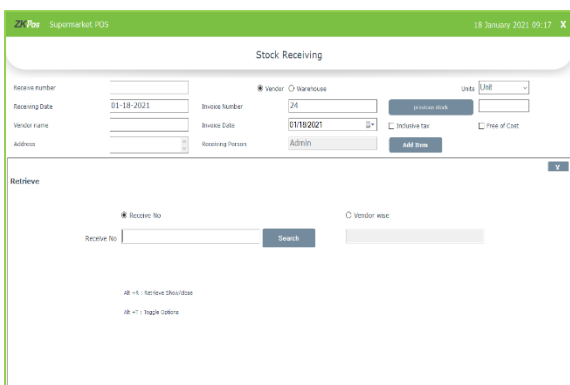 ZKPos Supermarket POS 18 January 2021 09:17 X
Stock Receiving
Receive number Vendor Warehouse Units Unit
Receiving Date 01-18-2021 Invoice Number 24 previous stock
Vendor name Invoice Date 01/18/2021 Inclusive tax Free of Cost
Address Receiving Person Admin Add Item
V
Retrieve
Receive No Vendor wise
Receive No Search
Alt +R : Retrieve Show/close
Alt +T : Toggle Options